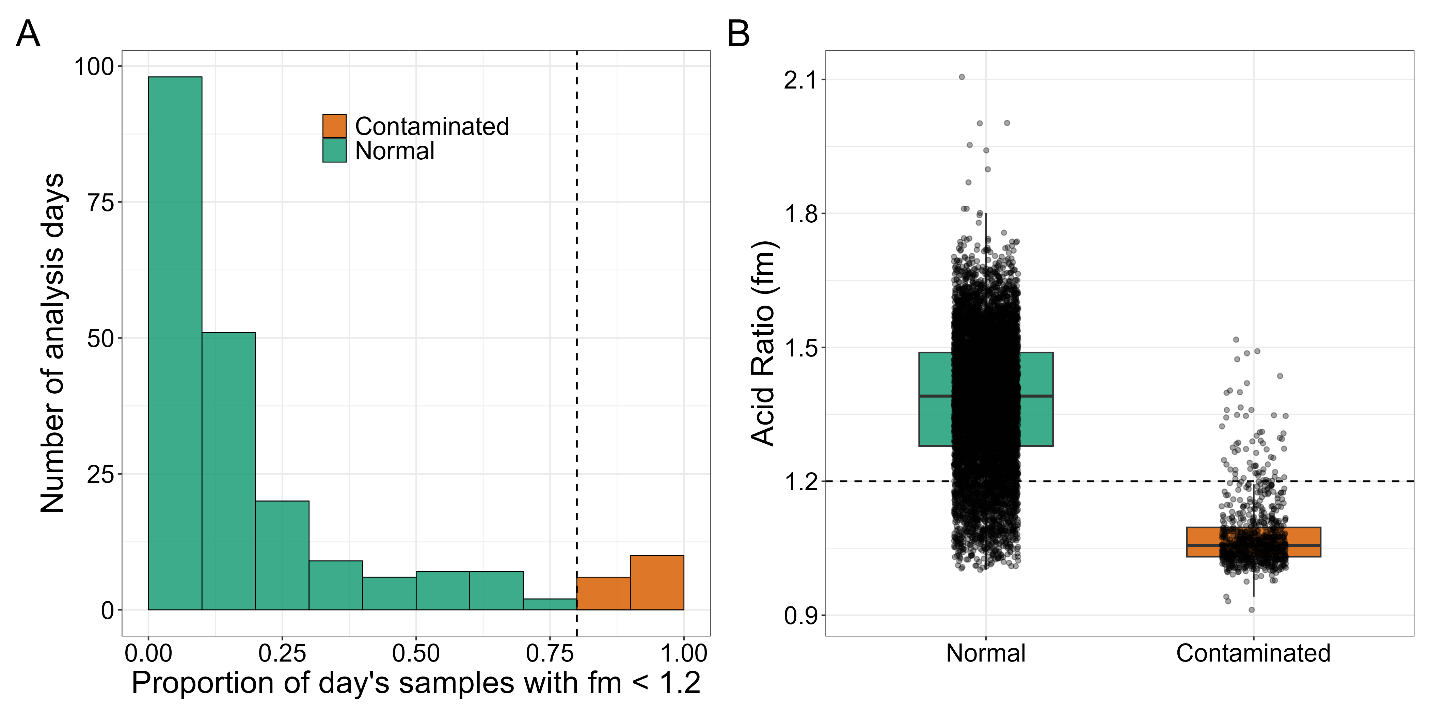 A
Number of analysis days
100
75
50
25
0
Contaminated
Normal
0.00 0.25 0.50 0.75 1.00
Proportion of day's samples with fm < 1.2
B
Acid Ratio (fm)
2.1
1.8
1.5
1.2
0.9
Normal Contaminated